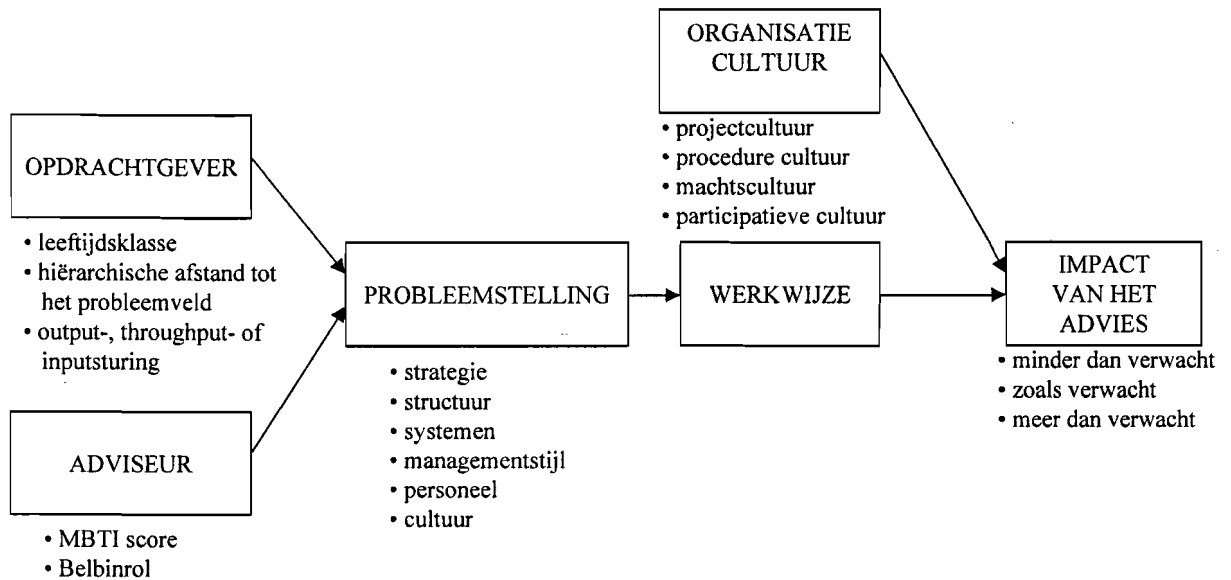 OPDRACHTGEVER
• leeftijdsklasse
• hiërarchische afstand tot
het probleemveld
• output-, throughput- of
inputsturing
ADVISEUR
• MBTI score
• Belbinrol
PROBLEEMSTELLING
• strategie
• structuur
• systemen
• managementstijl
• personeel
• cultuur
ORGANISATIE
CULTUUR
• projectcultuur
• procedure cultuur
• machtscultuur
• participatieve cultuur
WERKWIJZE
IMPACT
VAN HET
ADVIES
• minder dan verwacht
• zoals verwacht
• meer dan verwacht